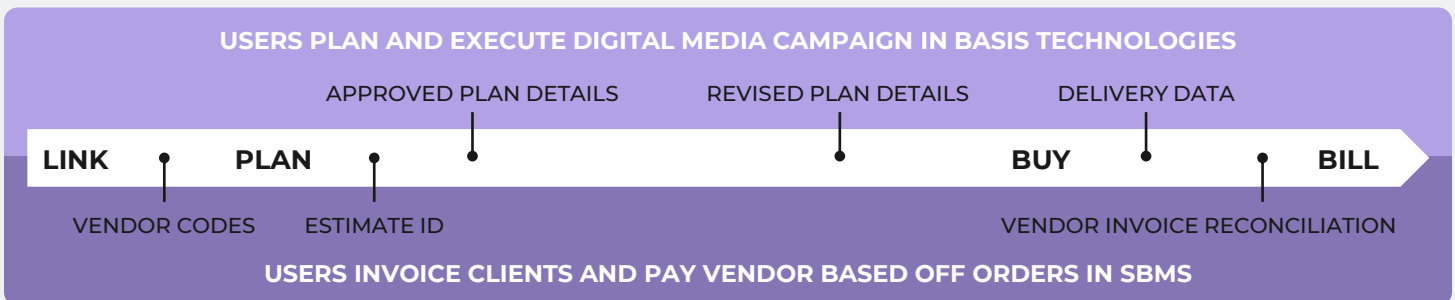 USERS PLAN AND EXECUTE DIGITAL MEDIA CAMPAIGN IN BASIS TECHNOLOGIES
APPROVED PLAN DETAILS REVISED PLAN DETAILS DELIVERY DATA
LINK PLAN BUY BILL
VENDOR CODES ESTIMATE ID VENDOR INVOICE RECONCILIATION
USERS INVOICE CLIENTS AND PAY VENDOR BASED OFF ORDERS IN SBMS